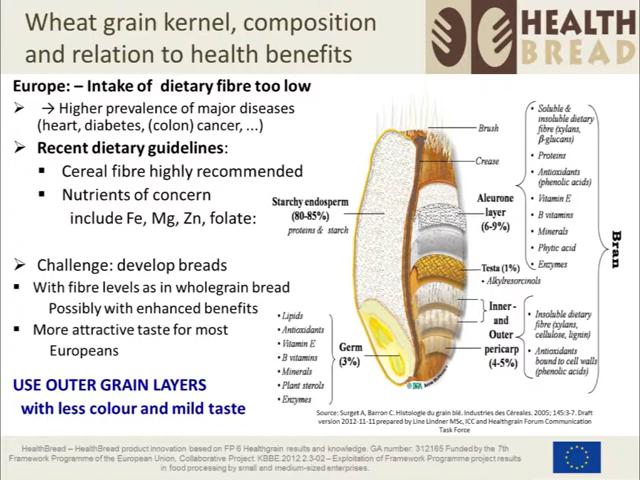 Wheat grain kernel, composition
and relation to health benefits
HEALTH
BREAD
Europe: – Intake of dietary fibre too low
➢ → Higher prevalence of major diseases
(heart, diabetes, (colon) cancer, ...)
➢ Recent dietary guidelines:
▪ Cereal fibre highly recommended
▪ Nutrients of concern
include Fe, Mg, Zn, folate:
➢ Challenge: develop breads
▪ With fibre levels as in wholegrain bread
Possibly with enhanced benefits
▪ More attractive taste for most
Europeans
USE OUTER GRAIN LAYERS
with less colour and mild taste
Starchy endosperm
(80-85%)
proteins & starch
• Lipids
• Antioxidants
• Vitamin E
• B vitamins
• Minerals
• Plant sterols
• Enzymes
Germ
(3%)
Brush
Crease
Aleurone
layer
(6-9%)
• Soluble &
insoluble dietary
fibre (xylans,
β-glucans)
• Proteins
• Antioxidants
(phenolic acids)
• Vitamin E
• B vitamins
• Minerals
• Phytic acid
• Enzymes
Testa (1%)
• Alkylresorcinols
Inner-
and
Outer
pericarp
(4-5%)
• Insoluble dietary
fibre (xylans,
cellulose, lignin)
• Antioxidants
bound to cell walls
(phenolic acids)
Bran
Source: Surget A, Barron C. Histologie du grain blé. Industries des Céreales. 2005; 145:3-7. Draft
version 2012-11-11 prepared by Line Lindner MSc, ICC and Healthgrain Forum Communication
Task Force
HealthBread – HealthBread product innovation based on FP 6 Healthgrain results and knowledge. GA number: 312165 Funded by the 7th
Framework Programme of the European Union, Collaborative Project. KBBE.2012.2.3-02 – Exploitation of Framework Programme project results
in food processing by small and medium-sized enterprises.